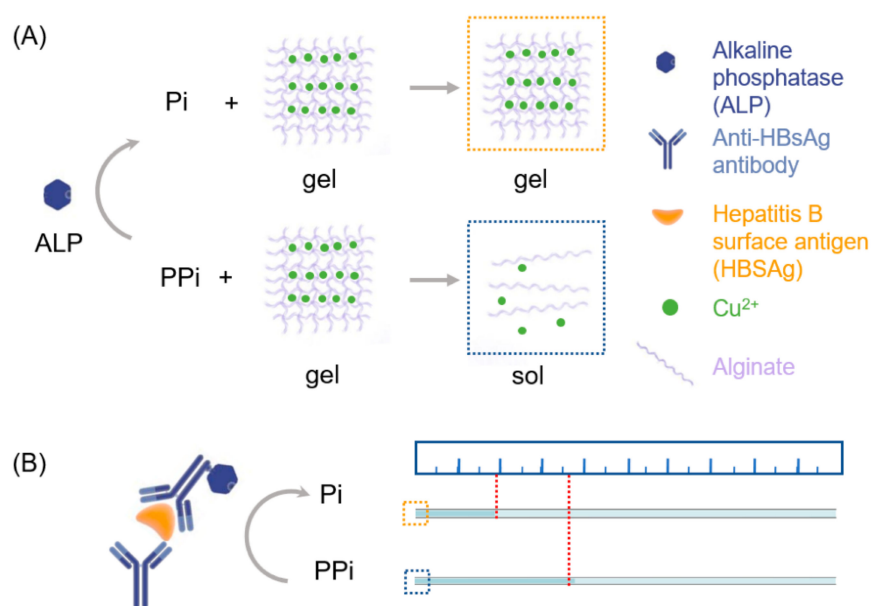 (A)
Pi + gel gel
ALP
PPi + gel sol
Alkaline
phosphatase
(ALP)
Anti-HBsAg
antibody
Hepatitis B
surface antigen
(HBSAg)
Cu²⁺
Alginate
(B)
Pi
PPi